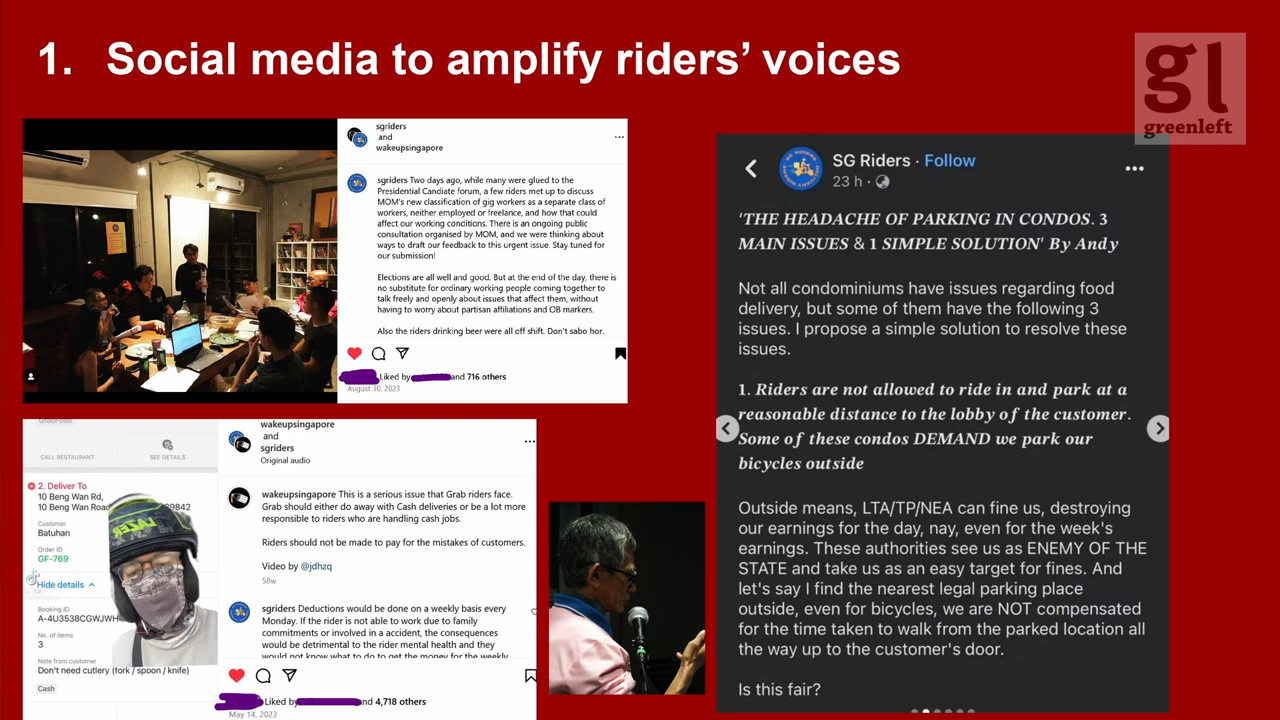 1. Social media to amplify riders' voices
gl
greenleft
sgriders
and
wakeupsingapore
sgriders Two days ago, while many were glued to the
Presidential Candiate forum, a few riders met up to discuss
MOM's new classification of gig workers as a separate class of
workers, neither employed or freelance, and how that could
affect our working conditions. There is an ongoing public
consultation organised by MOM, and we were thinking about
ways to draft our feedback to this urgent issue. Stay tuned for
our submission!
Elections are all well and good. But at the end of the day, there is
no substitute for ordinary working people coming together to
talk freely and openly about issues that affect them, without
having to worry about partisan affiliations and OB markers.
Also the riders drinking beer were all off shift. Don't sabo hor.
Liked by and 716 others
August 30, 2023
GrabFood
CALL RESTAURANT SEE DETAILS
2. Deliver To
10 Beng Wan Rd,
10 Beng Wan Road 39842
Customer
Batuhan
Order ID
GF-769
Hide details
Booking ID
A-4U3538CGWJWH
No. of items
3
Note from customer
Don't need cutlery (fork / spoon / knife)
Cash
LAZER
wakeupsingapore
and
sgriders
Original audio
wakeupsingapore This is a serious issue that Grab riders face.
Grab should either do away with Cash deliveries or be a lot more
responsible to riders who are handling cash jobs.
Riders should not be made to pay for the mistakes of customers.
Video by @jdhzq
58w
sgriders Deductions would be done on a weekly basis every
Monday. If the rider is not able to work due to family
commitments or involved in a accident, the consequences
would be detrimental to the rider mental health and they
would not know what to do to get the money for the weekly
Liked by nd 4,718 others
May 14, 2023
SG Riders · Follow
23 h ·
'THE HEADACHE OF PARKING IN CONDOS. 3
MAIN ISSUES & 1 SIMPLE SOLUTION' By Andy
Not all condominiums have issues regarding food
delivery, but some of them have the following 3
issues. I propose a simple solution to resolve these
issues.
1. Riders are not allowed to ride in and park at a
reasonable distance to the lobby of the customer.
Some of these condos DEMAND we park our
bicycles outside
Outside means, LTA/TP/NEA can fine us, destroying
our earnings for the day, nay, even for the week's
earnings. These authorities see us as ENEMY OF THE
STATE and take us as an easy target for fines. And
let's say I find the nearest legal parking place
outside, even for bicycles, we are NOT compensated
for the time taken to walk from the parked location all
the way up to the customer's door.
Is this fair?